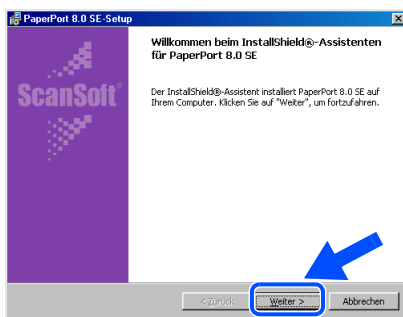 PaperPort 8.0 SE-Setup
Willkommen beim InstallShield®-Assistenten
für PaperPort 8.0 SE
ScanSoft®
Der InstallShield®-Assistent installiert PaperPort 8.0 SE auf
Ihrem Computer. Klicken Sie auf "Weiter", um fortzufahren.
< Zurück
Weiter >
Abbrechen